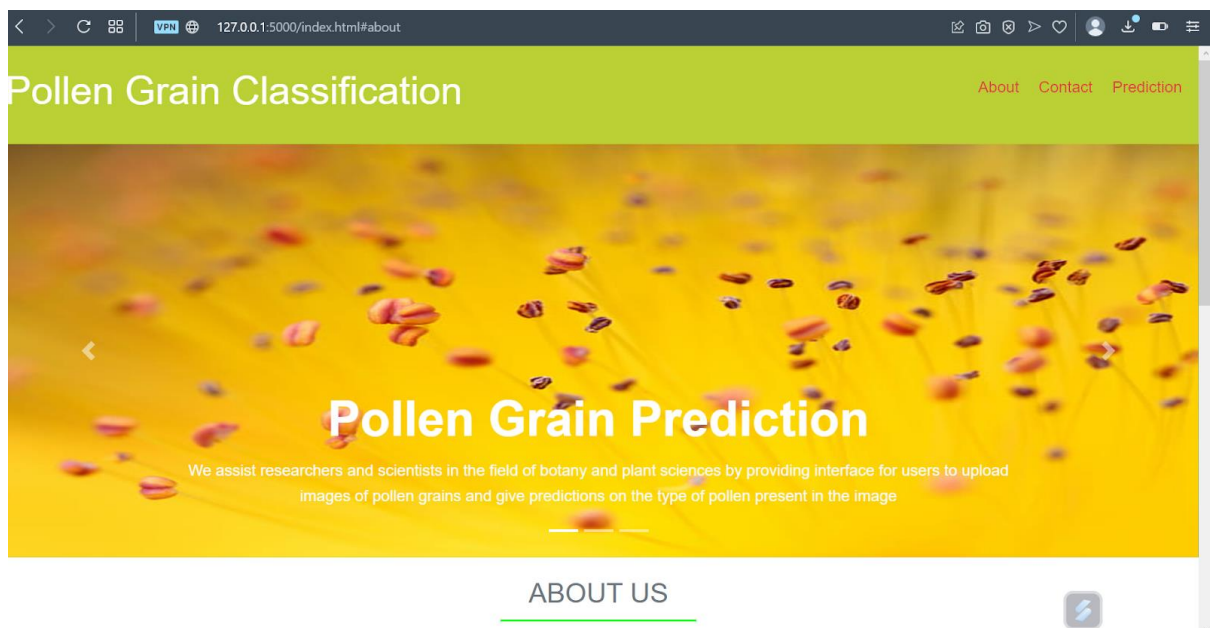 VPN
127.0.0.1:5000/index.html#about
Pollen Grain Classification
About Contact Prediction
Pollen Grain Prediction
We assist researchers and scientists in the field of botany and plant sciences by providing interface for users to upload
images of pollen grains and give predictions on the type of pollen present in the image
ABOUT US